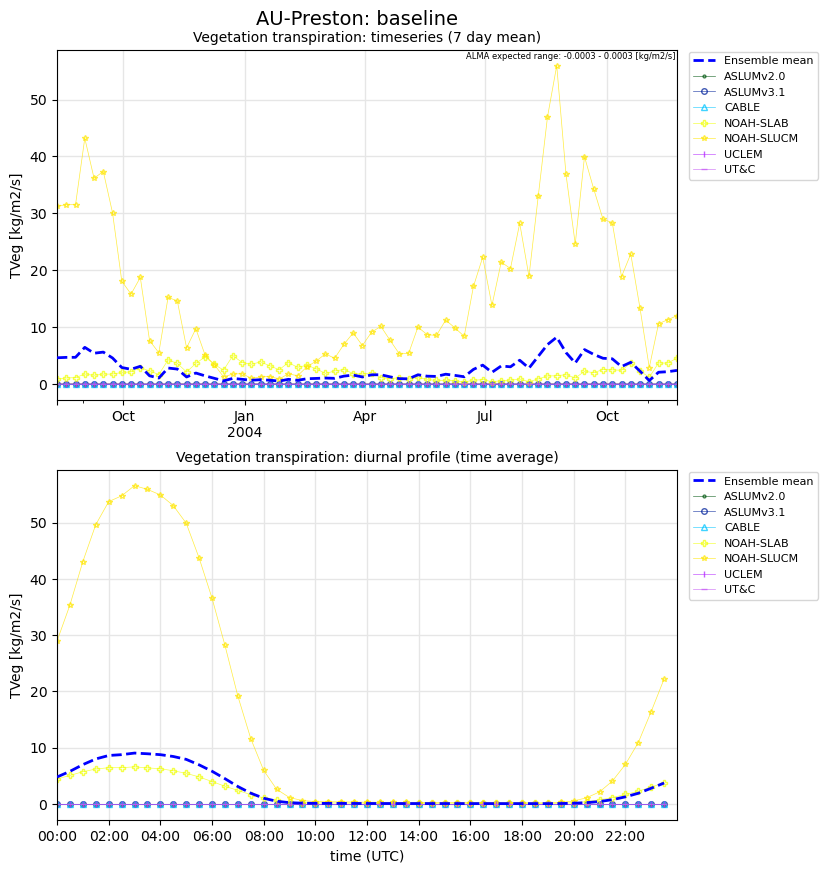 AU-Preston: baseline
Vegetation transpiration: timeseries (7 day mean)
ALMA expected range: -0.0003 - 0.0003 [kg/m2/s]
TVeg [kg/m2/s]
50
40
30
20
10
0
Oct
Jan
2004
Apr
Jul
Oct
Ensemble mean
ASLUMv2.0
ASLUMv3.1
CABLE
NOAH-SLAB
NOAH-SLUCM
UCLEM
UT&C
Vegetation transpiration: diurnal profile (time average)
TVeg [kg/m2/s]
50
40
30
20
10
0
00:00
02:00
04:00
06:00
08:00
10:00
12:00
14:00
16:00
18:00
20:00
22:00
time (UTC)
Ensemble mean
ASLUMv2.0
ASLUMv3.1
CABLE
NOAH-SLAB
NOAH-SLUCM
UCLEM
UT&C